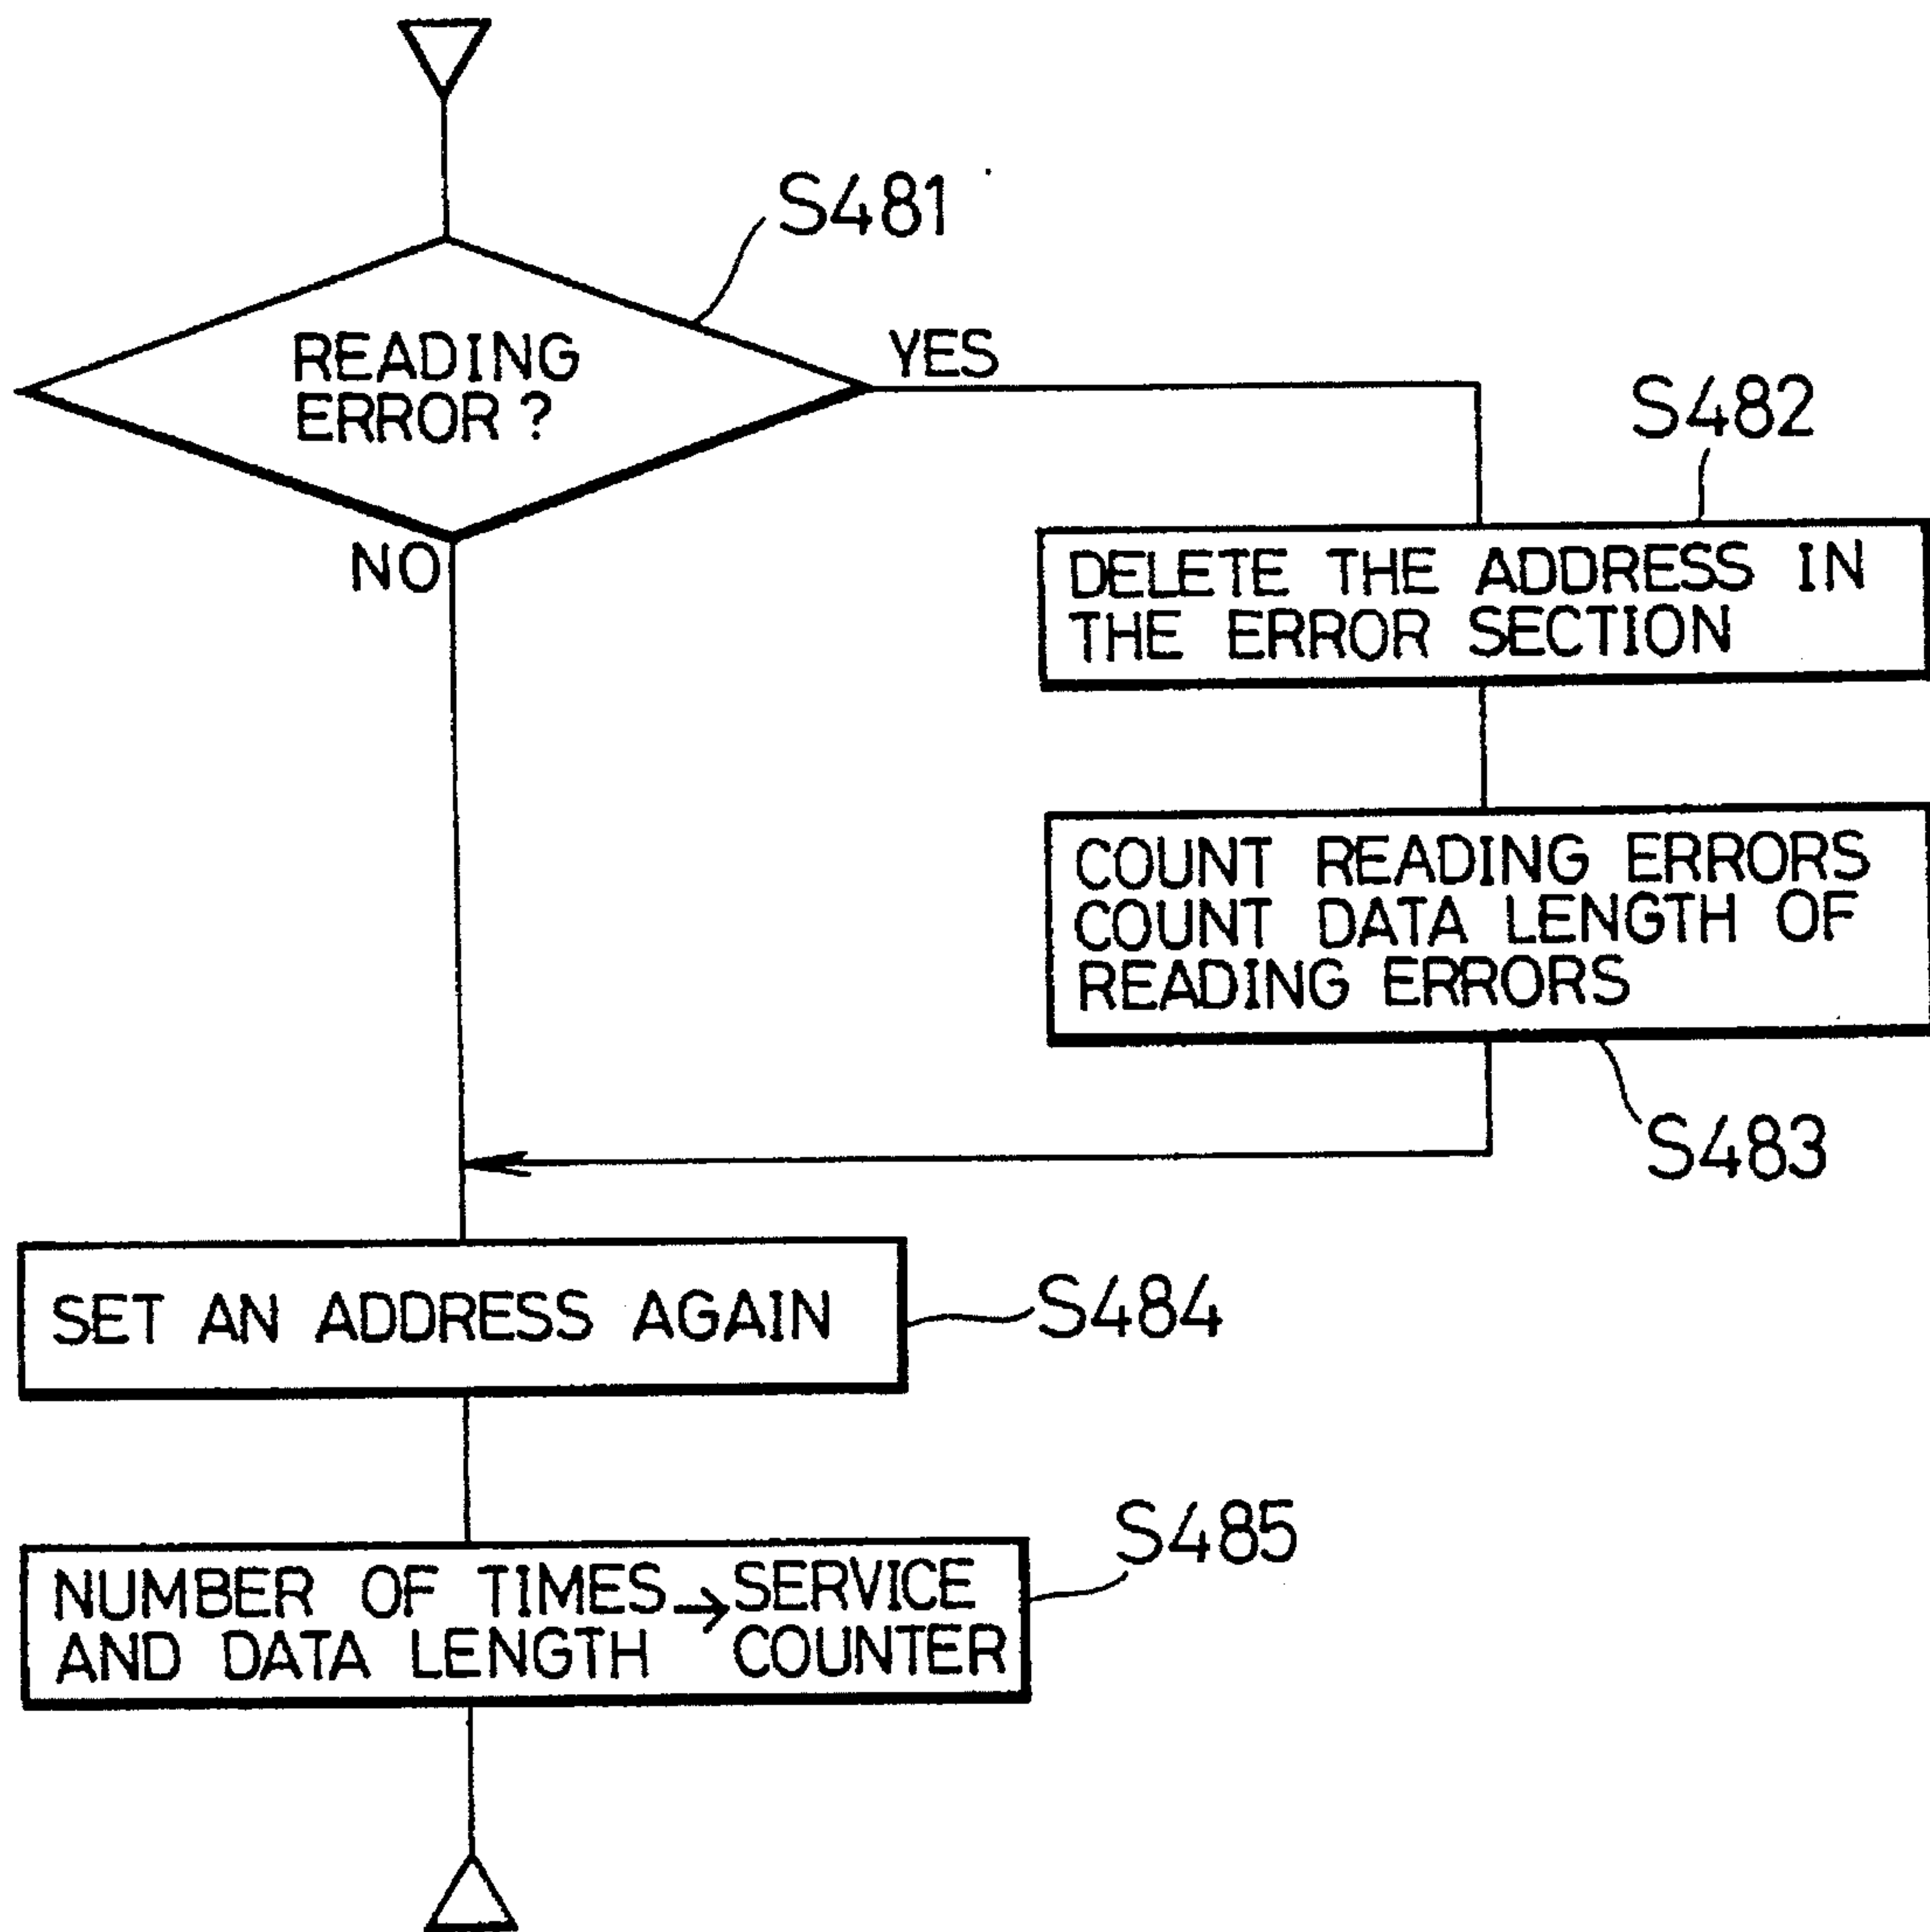 S481
READING
ERROR ?
YES
NO
S482
DELETE THE ADDRESS IN
THE ERROR SECTION
COUNT READING ERRORS
COUNT DATA LENGTH OF
READING ERRORS
S483
SET AN ADDRESS AGAIN
S484
S485
NUMBER OF TIMES → SERVICE
AND DATA LENGTH COUNTER